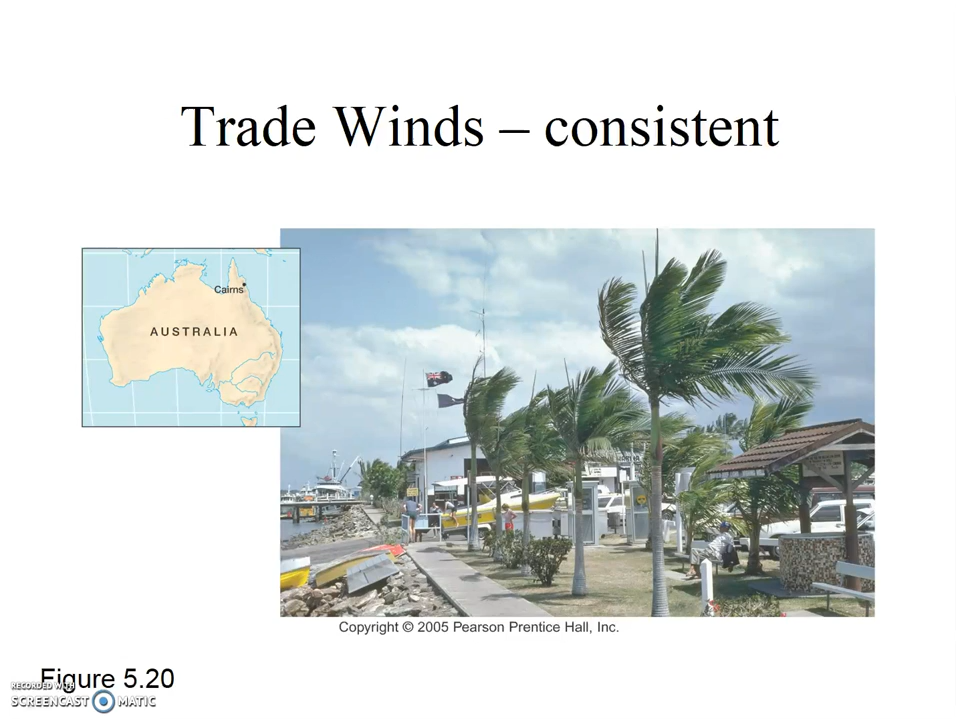 Trade Winds – consistent
Cairns
AUSTRALIA
Copyright © 2005 Pearson Prentice Hall, Inc.
Figure 5.20
RECORDED WITH
SCREENCAST MATIC